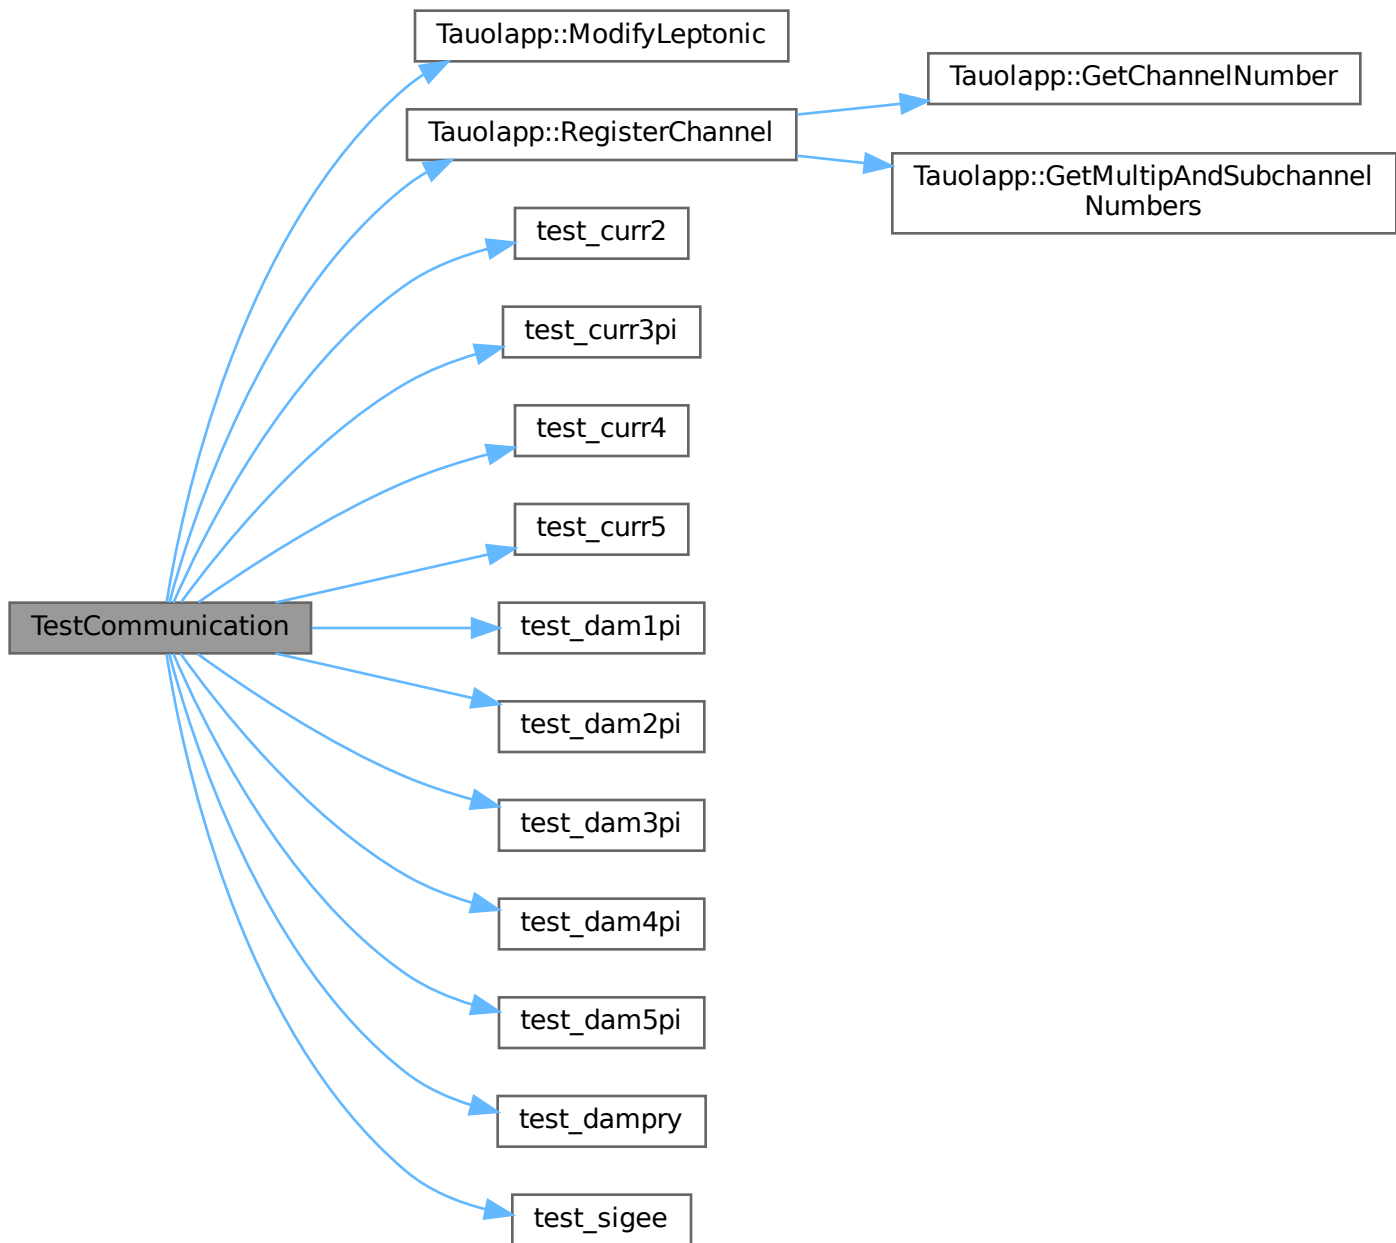 TestCommunication
Tauolapp::ModifyLeptonic
Tauolapp::RegisterChannel
Tauolapp::GetChannelNumber
Tauolapp::GetMultipAndSubchannel
Numbers
test_curr2
test_curr3pi
test_curr4
test_curr5
test_dam1pi
test_dam2pi
test_dam3pi
test_dam4pi
test_dam5pi
test_dampry
test_sigee